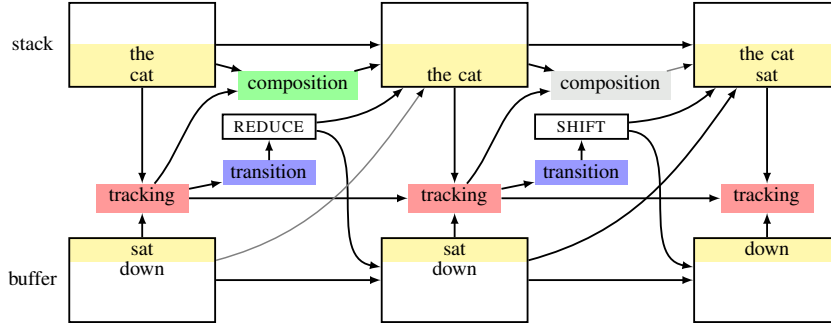 stack
the
cat
the cat
the cat
sat
composition
composition
REDUCE
SHIFT
transition
transition
tracking
tracking
tracking
buffer
sat
down
sat
down
down